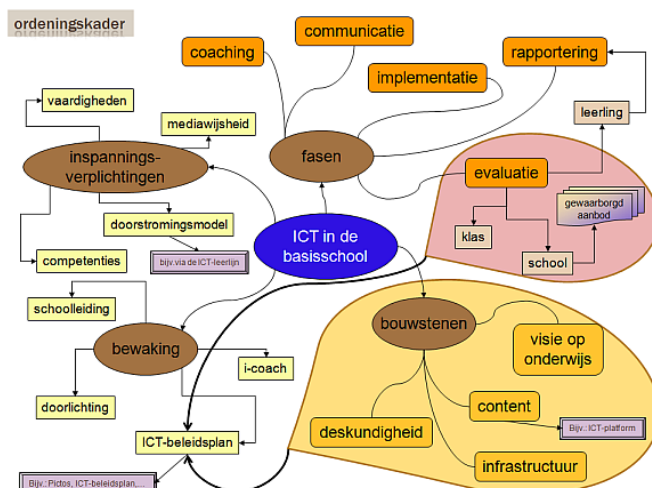 ordeningskader
communicatie
coaching
rapportering
implementatie
vaardigheden
leerling
mediawijsheid
inspannings-
verplichtingen
fasen
evaluatie
gewaarborgd
aanbod
doorstromingsmodel
ICT in de
basisschool
klas
bijv.via de ICT-leerlijn
competenties
school
schoolleiding
bouwstenen
visie op
onderwijs
bewaking
i-coach
doorlichting
content
deskundigheid
Bijv.: ICT-platform
ICT-beleidsplan
infrastructuur
Bijv.: Pictos, ICT-beleidsplan,...